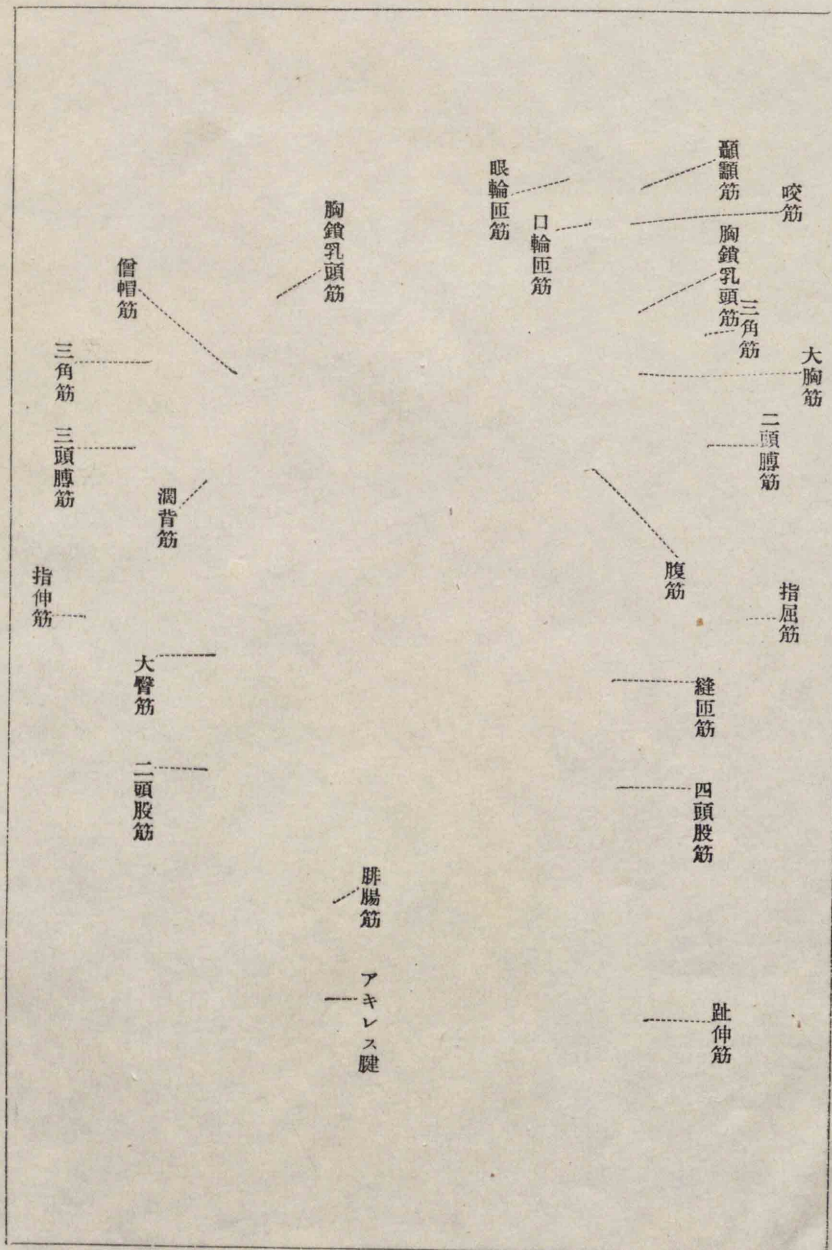 顳顬筋
咬筋
眼輪匝筋
口輪匝筋
胸鎖乳頭筋
三角筋
大胸筋
二頭膊筋
腹筋
指屈筋
縫匝筋
四頭股筋
趾伸筋
胸鎖乳頭筋
僧帽筋
三角筋
三頭膊筋
濶背筋
指伸筋
大臀筋
二頭股筋
腓腸筋
アキレス腱